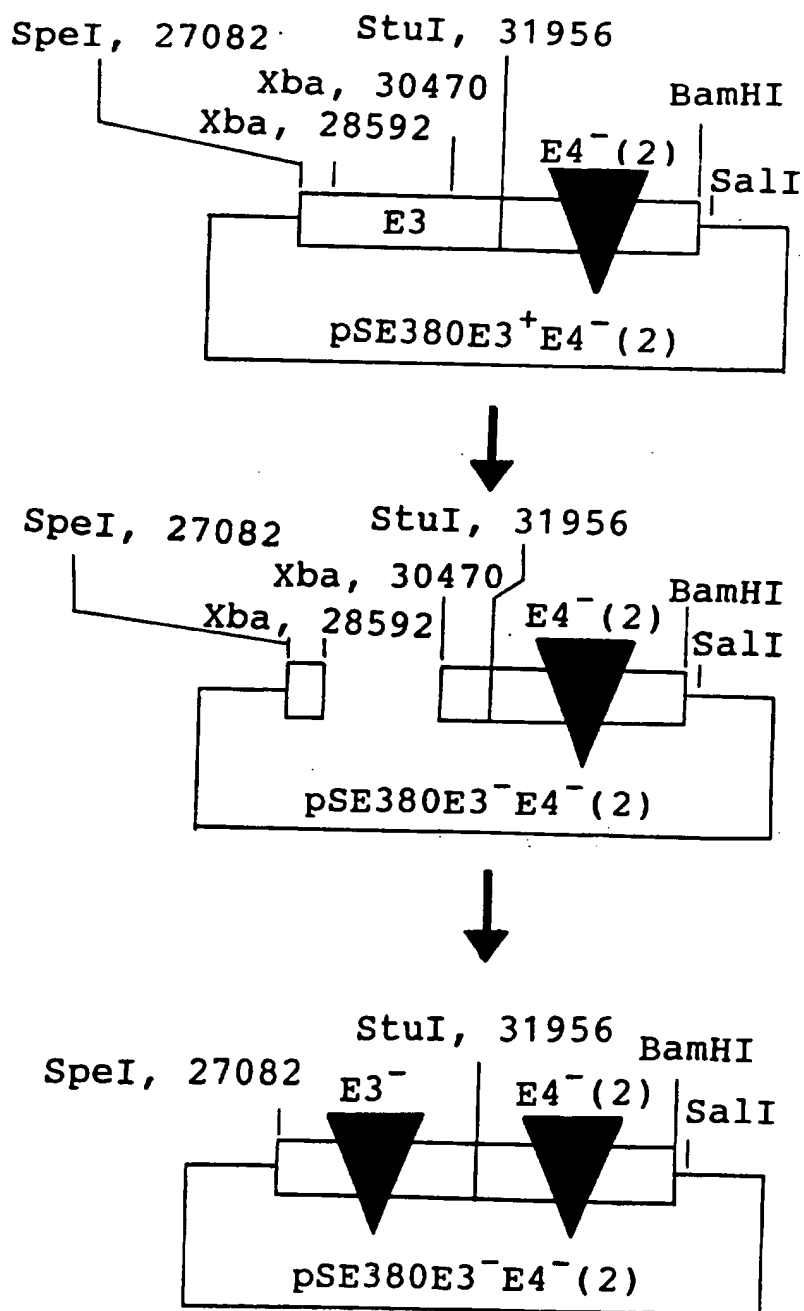 SpeI, 27082 StuI, 31956
Xba, 30470
BamHI
Xba, 28592
E4⁻(2)
SalI
E3
pSE380E3⁺E4⁻(2)
SpeI, 27082 StuI, 31956
Xba, 30470
BamHI
Xba, 28592 E4⁻(2)
SalI
pSE380E3⁻E4⁻(2)
StuI, 31956
BamHI
SpeI, 27082 E3⁻ E4⁻(2)
SalI
pSE380E3⁻E4⁻(2)